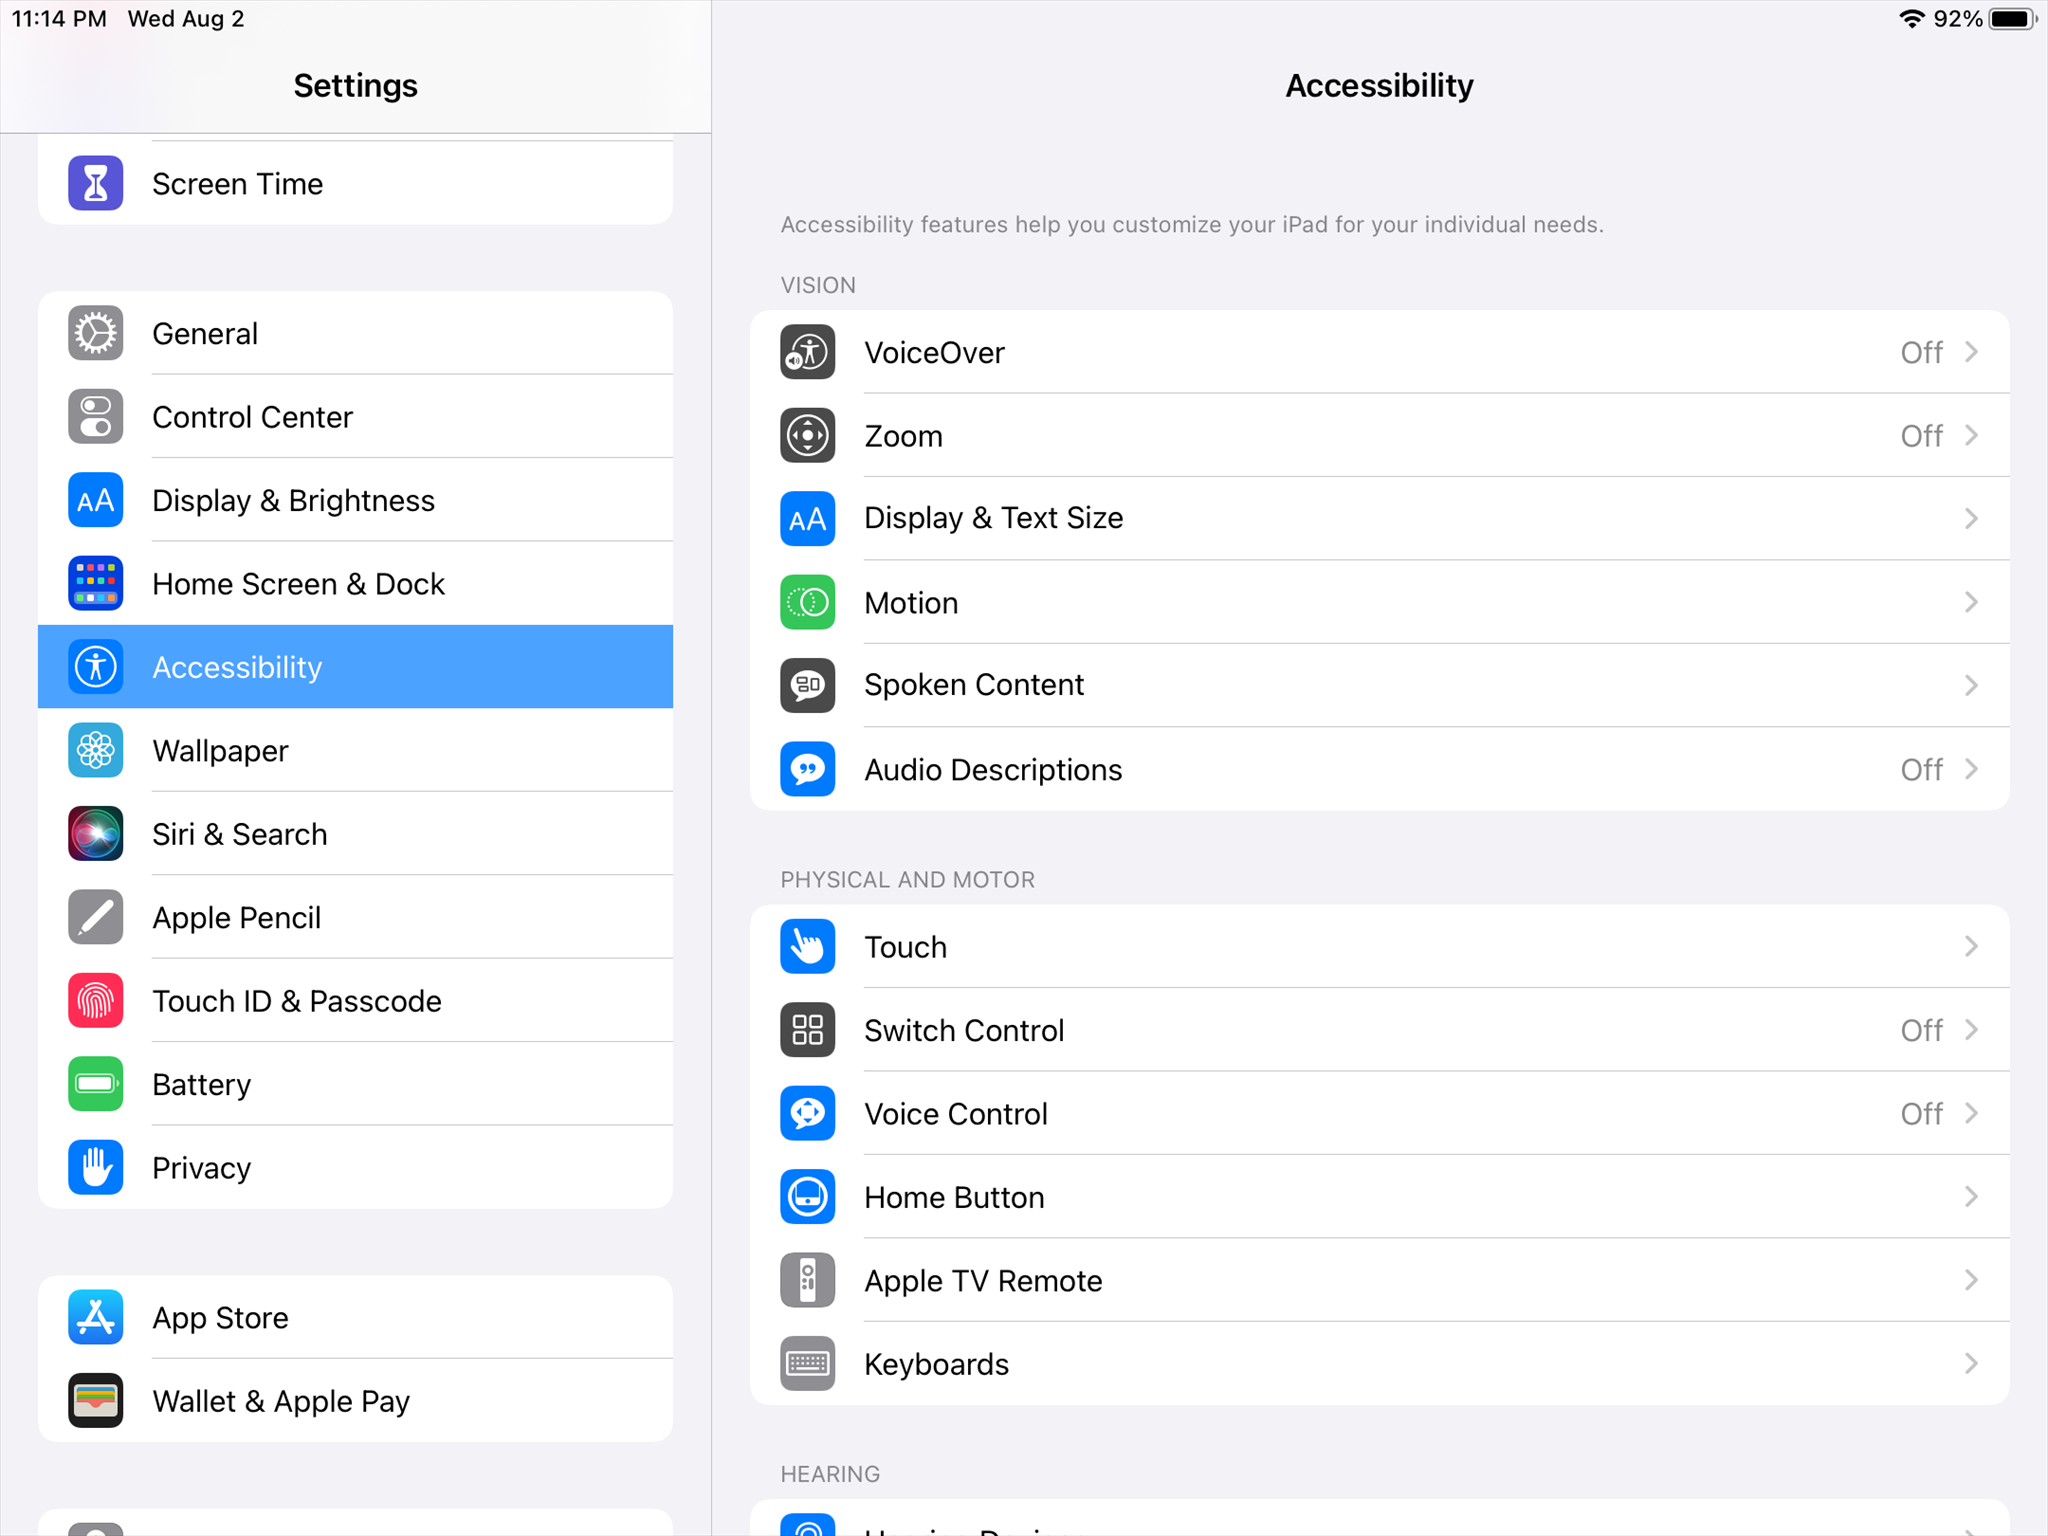 11:14 PM Wed Aug 2
92%
Settings
Screen Time
General
Control Center
Display & Brightness
Home Screen & Dock
Accessibility
Wallpaper
Siri & Search
Apple Pencil
Touch ID & Passcode
Battery
Privacy
App Store
Wallet & Apple Pay
Accessibility
Accessibility features help you customize your iPad for your individual needs.
VISION
VoiceOver Off
Zoom Off
Display & Text Size
Motion
Spoken Content
Audio Descriptions Off
PHYSICAL AND MOTOR
Touch
Switch Control Off
Voice Control Off
Home Button
Apple TV Remote
Keyboards
HEARING